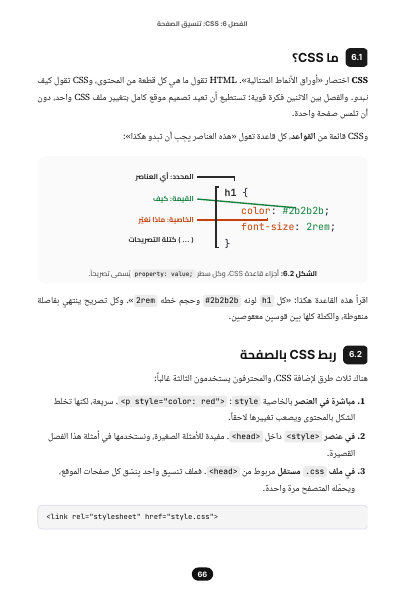 الفصل 6: CSS: تنسيق الصفحة
6.1 ما CSS؟
CSS اختصار «أوراق الأنماط المتتالية». HTML تقول ما هي كل قطعة من المحتوى، وCSS تقول كيف
تبدو. والفصل بين الاثنين فكرة قوية: تستطيع أن تعيد تصميم موقع كامل بتغيير ملف CSS واحد، دون
أن تلمس صفحة واحدة.
وCSS قائمة من القواعد، كل قاعدة تقول «هذه العناصر يجب أن تبدو هكذا»:
المحدد: أي العناصر
القيمة: كيف
الخاصية: ماذا نغيّر
{ ... } كتلة التصريحات
h1 {
color: #2b2b2b;
font-size: 2rem;
}
الشكل 6.2: أجزاء قاعدة CSS، وكل سطر property: value; يُسمى تصريحاً.
اقرأ هذه القاعدة هكذا: «كل h1 لونه #2b2b2b وحجم خطه 2rem». وكل تصريح ينتهي بفاصلة
منقوطة، والكتلة كلها بين قوسين معقوصين.
6.2 ربط CSS بالصفحة
هناك ثلاث طرق لإضافة CSS، والمحترفون يستخدمون الثالثة غالباً:
1. مباشرة في العنصر بالخاصية style: <p style="color: red">. سريعة، لكنها تخلط
الشكل بالمحتوى ويصعب تغييرها لاحقاً.
2. في عنصر <style> داخل <head>. مفيدة للأمثلة الصغيرة، ونستخدمها في أمثلة هذا الفصل
القصيرة.
3. في ملف .css مستقل مربوط من <head>. فملف تنسيق واحد ينسّق كل صفحات الموقع،
ويحمّله المتصفح مرة واحدة.
<link rel="stylesheet" href="style.css">
66